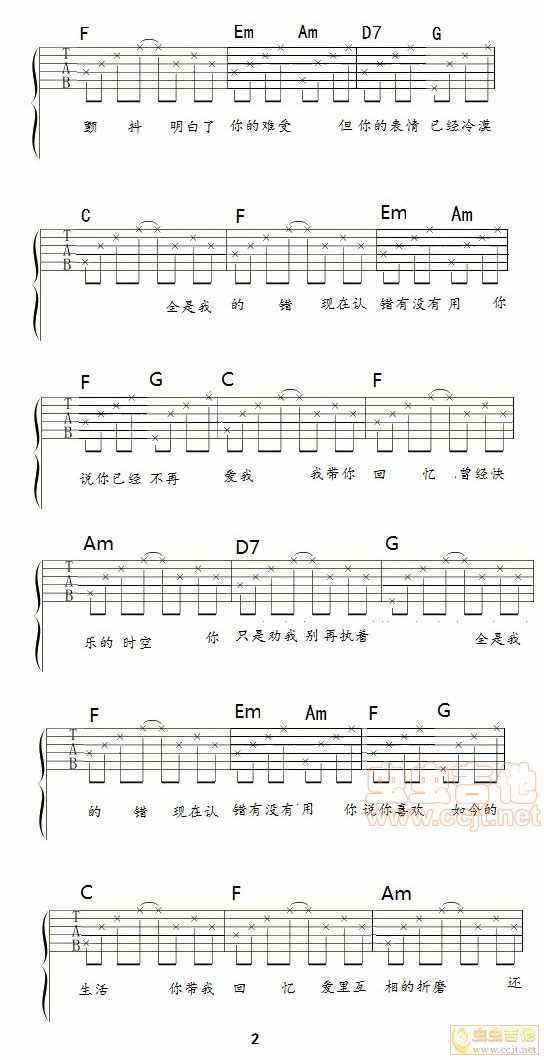 F Em Am D7 G
T A B
颤 抖 明白了 你的难受 但你的表情 已经冷漠
C F Em Am
T A B
全是我 的 错 现在认 错有没有用 你
F G C F
T A B
说你已经 不再 爱我 我带你 回 忆 曾经快
Am D7 G
T A B
乐的 时空 你 只是劝我 别再执着 全是我
F Em Am F G
T A B
的 错 现在认 错有没有用 你说你喜欢 如今的
虫虫吉他
www.ccjt.net
C F Am
T A B
生活 你带我 回 忆 爱里互 相的折磨 还
2
虫虫吉他
www.ccjt.net